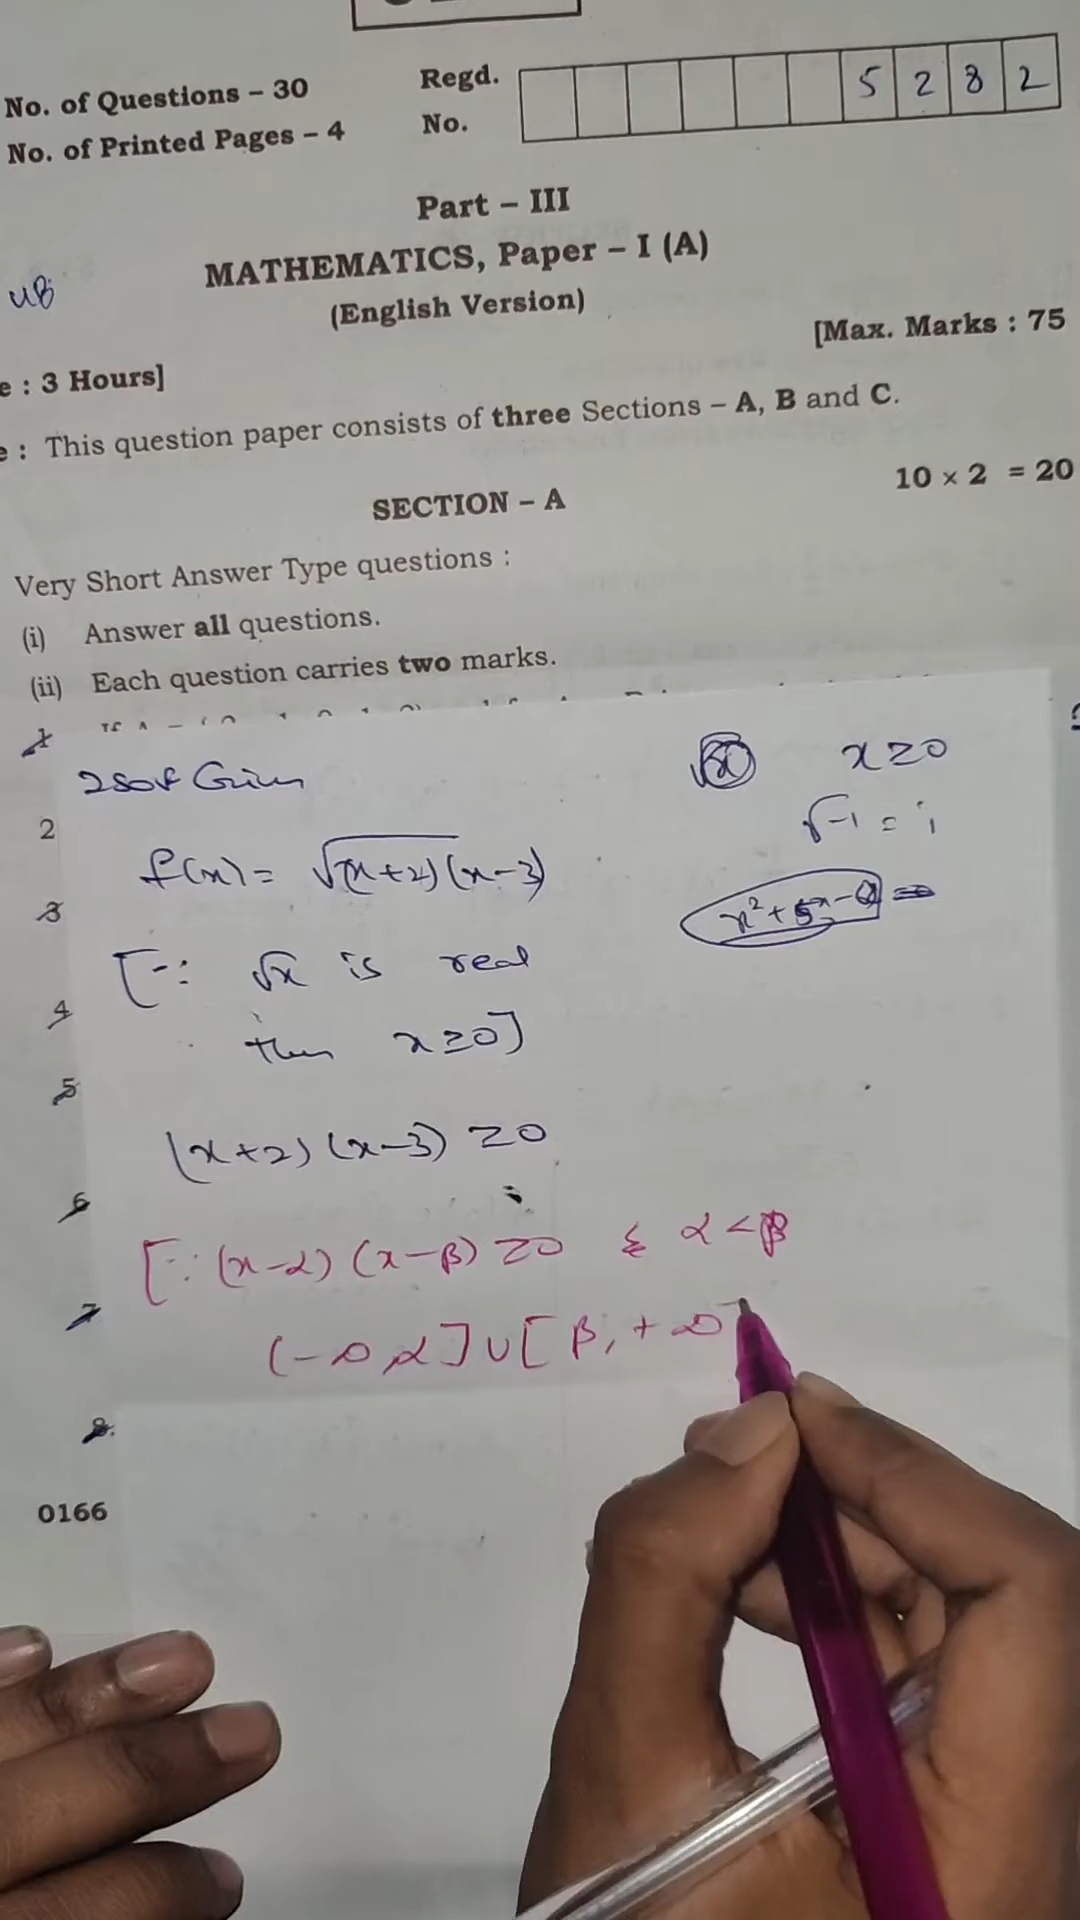 No. of Questions – 30
Regd. No. 5 2 8 2
No. of Printed Pages – 4
Part – III
MATHEMATICS, Paper – I (A)
(English Version)
[Max. Marks : 75
: 3 Hours]
: This question paper consists of three Sections – A, B and C.
SECTION – A
10 × 2 = 20
Very Short Answer Type questions :
(i) Answer all questions.
(ii) Each question carries two marks.
1
2
f(x) = √(x+2)(x-3)
x≥0
√-1 = i
3
[∵ √x is real
4
then x≥0]
5
(x+2) (x-3) ≥0
6
[∵ (x-α) (x-β) ≥0 & α<β
7
(-∞,α] ∪ [β, +∞
8.
0166